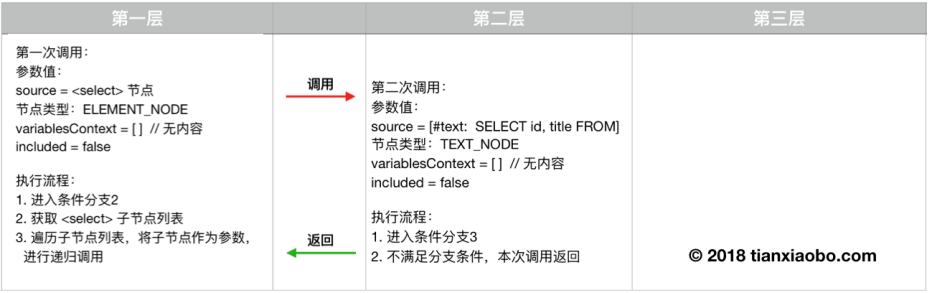 第一层
第二层
第三层
第一次调用：
参数值：
source = <select> 节点
节点类型：ELEMENT_NODE
variablesContext = [ ]  // 无内容
included = false
执行流程：
1. 进入条件分支2
2. 获取 <select> 子节点列表
3. 遍历子节点列表，将子节点作为参数，
进行递归调用
调用
返回
第二次调用：
参数值：
source = [#text:  SELECT id, title FROM]
节点类型：TEXT_NODE
variablesContext = [ ]  // 无内容
included = false
执行流程：
1. 进入条件分支3
2. 不满足分支条件，本次调用返回
© 2018 tianxiaobo.com